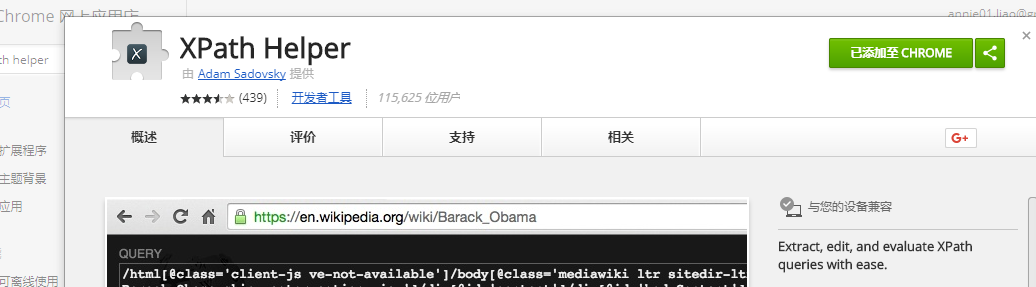 Chrome 网上应用店
annie01.liao@g
XPath Helper
由 Adam Sadovsky 提供
(439) 开发者工具 115,625 位用户
已添加至 CHROME
th helper
页
扩展程序
主题背景
应用
可离线使用
概述 评价 支持 相关
G+
https://en.wikipedia.org/wiki/Barack_Obama
QUERY
/html[@class='client-js ve-not-available']/body[@class='mediawiki ltr sitedir-lt
与您的设备兼容
Extract, edit, and evaluate XPath
queries with ease.